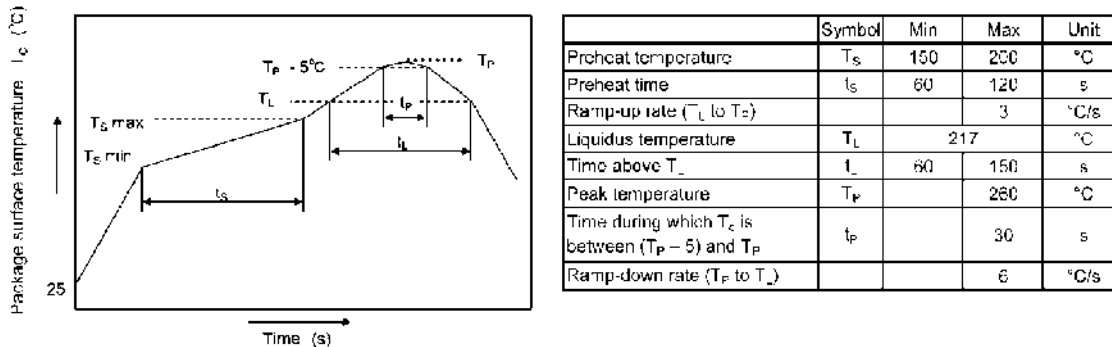 Package surface temperature Tc (°C)
TP - 5°C
TP
TL
tP
TS max
tL
TS min
tS
25
Time (s)
Symbol Min Max Unit
Preheat temperature TS 150 200 °C
Preheat time tS 60 120 s
Ramp-up rate (TL to TP) 3 °C/s
Liquidus temperature TL 217 °C
Time above TL tL 60 150 s
Peak temperature TP 260 °C
Time during which Tc is
between (TP – 5) and TP tP 30 s
Ramp-down rate (TP to TL) 6 °C/s